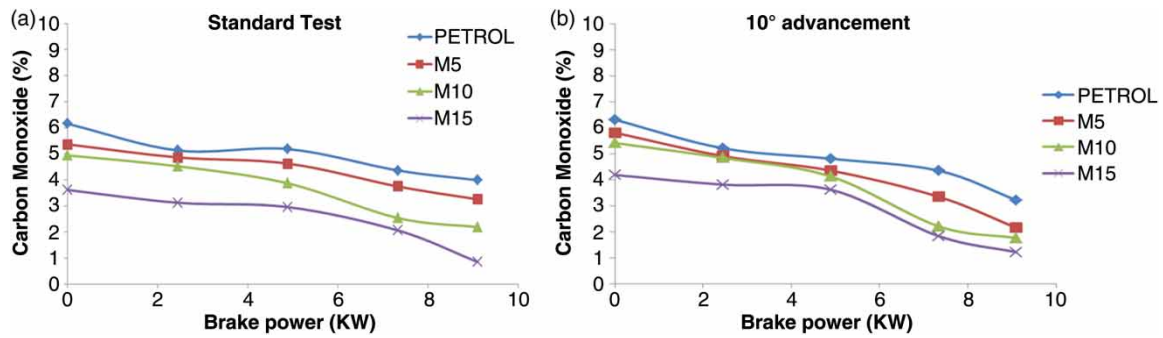 (a)
Standard Test
Carbon Monoxide (%)
10
9
8
7
6
5
4
3
2
1
0
PETROL
M5
M10
M15
0 2 4 6 8 10
Brake power (KW)
(b)
10° advancement
Carbon Monoxide (%)
10
9
8
7
6
5
4
3
2
1
0
PETROL
M5
M10
M15
0 2 4 6 8 10
Brake power (KW)